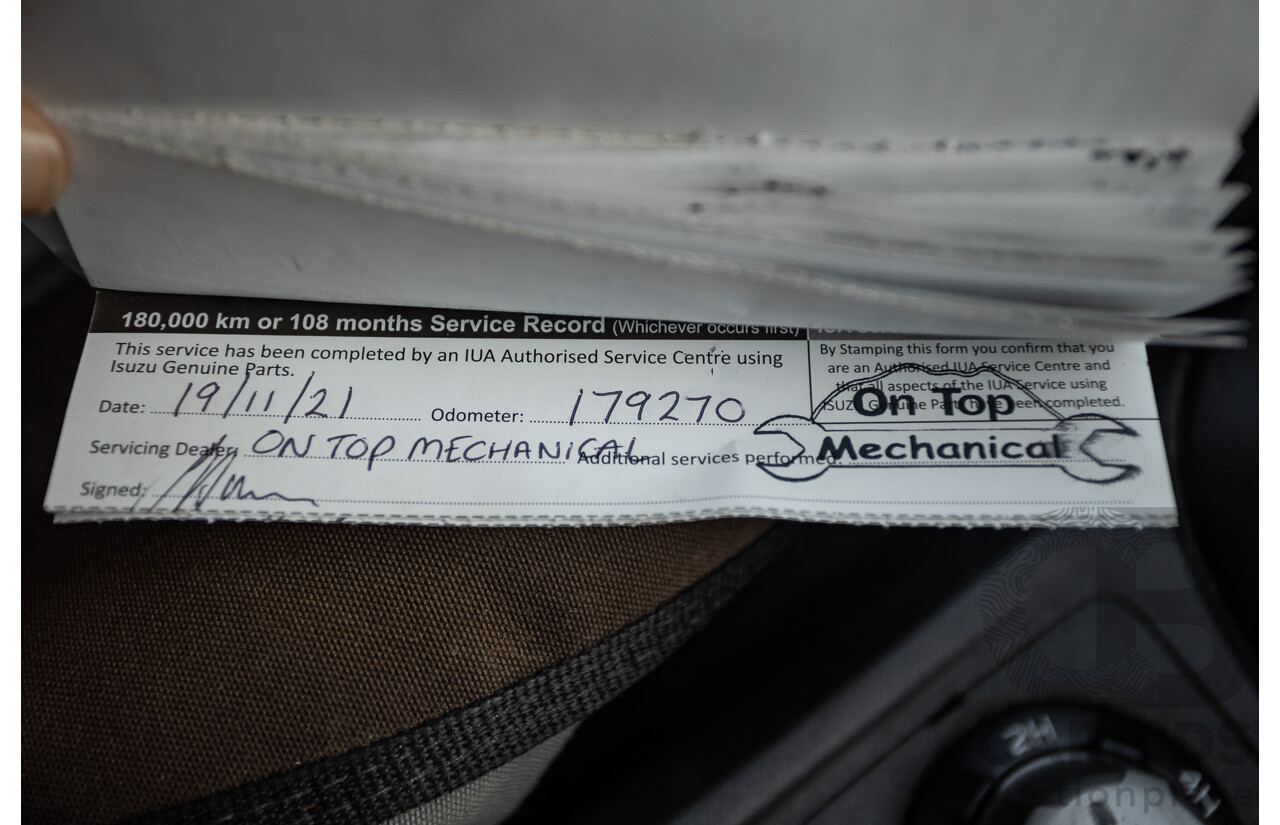 180,000 km or 108 months Service Record (Whichever occurs first)
This service has been completed by an IUA Authorised Service Centre using
Isuzu Genuine Parts.
Date: 19/11/21 Odometer: 179270
Servicing Dealer: ON TOP MECHANICAL
Additional services performed:
Signed:
By Stamping this form you confirm that you
are an Authorised IUA Service Centre and
that all aspects of the IUA Service using
ISUZU Genuine Parts have been completed.
On Top
Mechanical
2H
4H